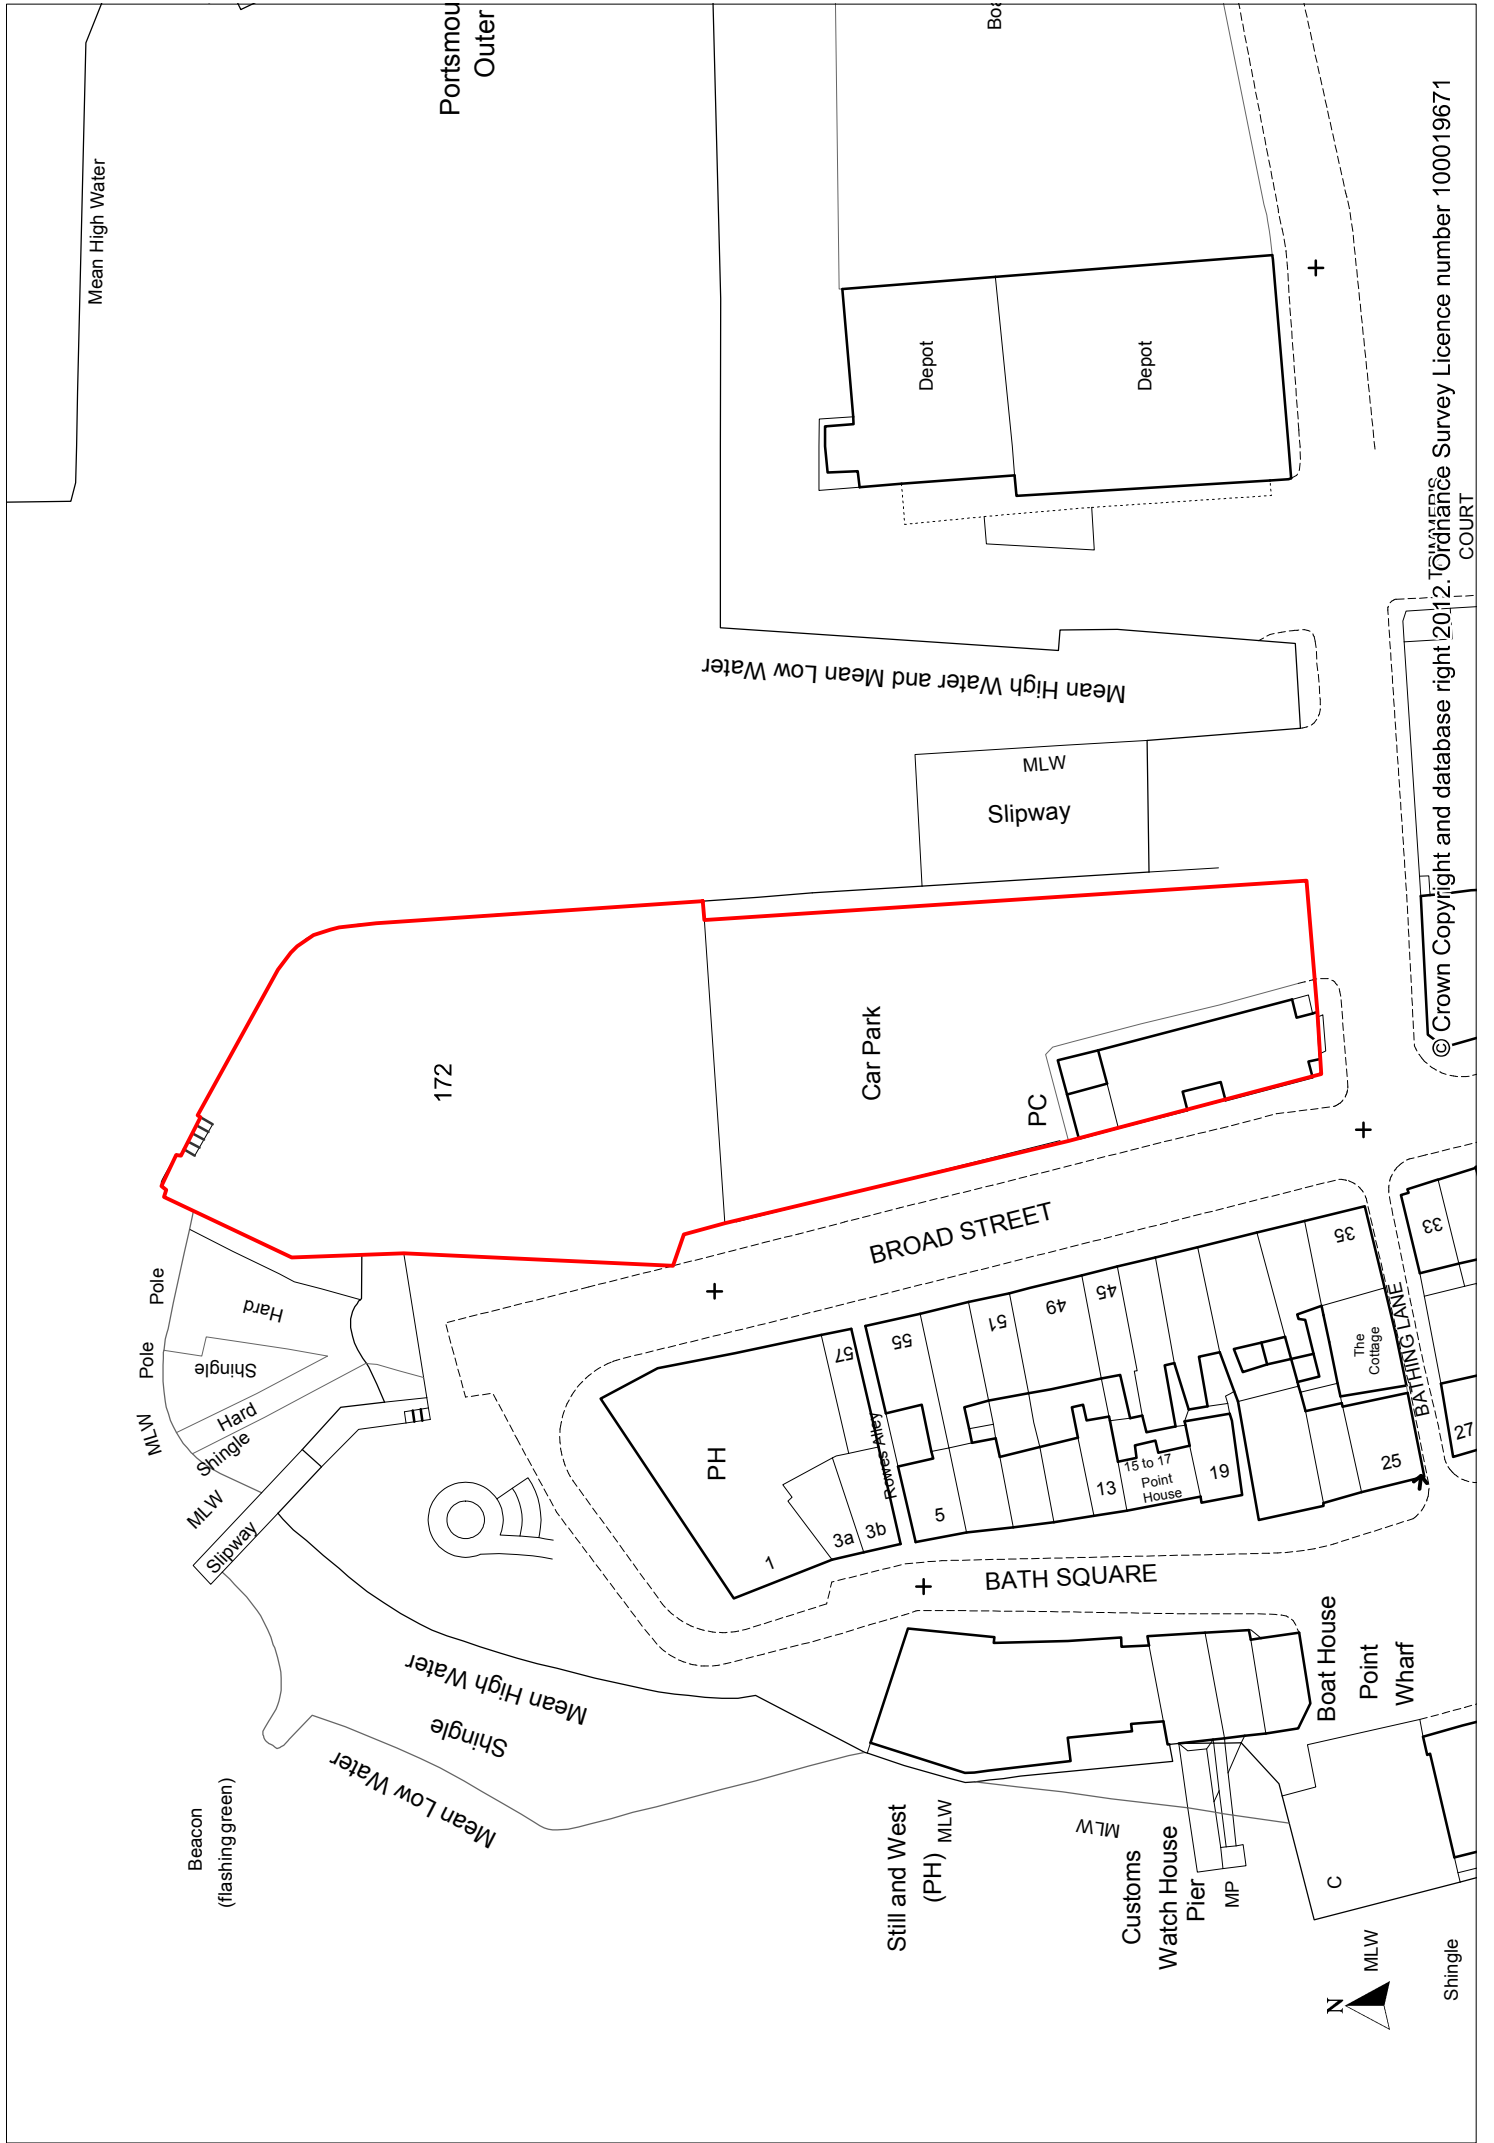 Portsmou
Outer
Boa
Mean High Water
Depot
Depot
© Crown Copyright and database right 2012. Ordnance Survey Licence number 100019671
COURT
Mean High Water and Mean Low Water
MLW
Slipway
172
Car Park
PC
BROAD STREET
Pole
Pole
MLW
Hard
Shingle
Hard
Shingle
MLW
Slipway
PH
57
55
51
49
45
35
33
The
Cottage
BATHING LANE
Rowes Alley
1
3a
3b
5
13
15 to 17
Point
House
19
25
27
BATH SQUARE
Mean High Water
Shingle
Mean Low Water
Beacon
(flashing green)
Still and West
(PH)
MLW
MLW
Customs
Watch House
Pier
MP
Boat House
Point
Wharf
C
N
MLW
Shingle